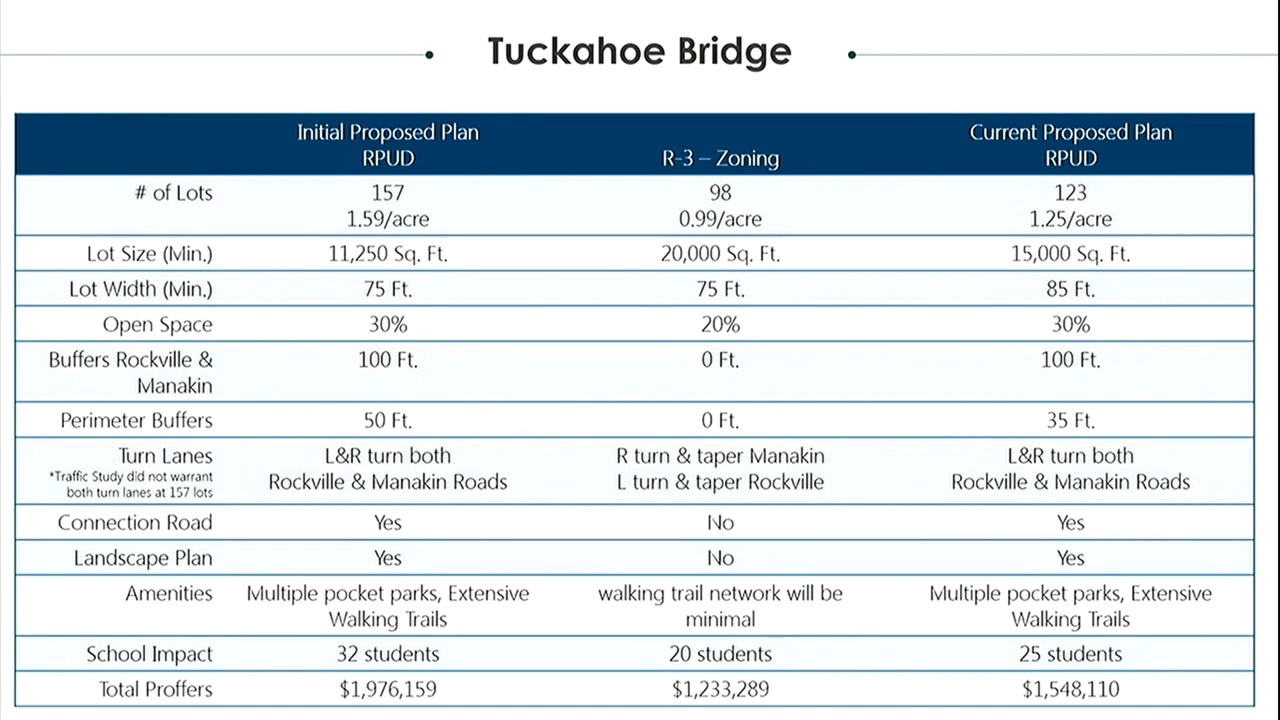 Tuckahoe Bridge
Initial Proposed Plan
RPUD
R-3 – Zoning
Current Proposed Plan
RPUD
# of Lots
157
1.59/acre
98
0.99/acre
123
1.25/acre
Lot Size (Min.)
11,250 Sq. Ft.
20,000 Sq. Ft.
15,000 Sq. Ft.
Lot Width (Min.)
75 Ft.
75 Ft.
85 Ft.
Open Space
30%
20%
30%
Buffers Rockville &
Manakin
100 Ft.
0 Ft.
100 Ft.
Perimeter Buffers
50 Ft.
0 Ft.
35 Ft.
Turn Lanes
*Traffic Study did not warrant
both turn lanes at 157 lots
L&R turn both
Rockville & Manakin Roads
R turn & taper Manakin
L turn & taper Rockville
L&R turn both
Rockville & Manakin Roads
Connection Road
Yes
No
Yes
Landscape Plan
Yes
No
Yes
Amenities
Multiple pocket parks, Extensive
Walking Trails
walking trail network will be
minimal
Multiple pocket parks, Extensive
Walking Trails
School Impact
32 students
20 students
25 students
Total Proffers
$1,976,159
$1,233,289
$1,548,110